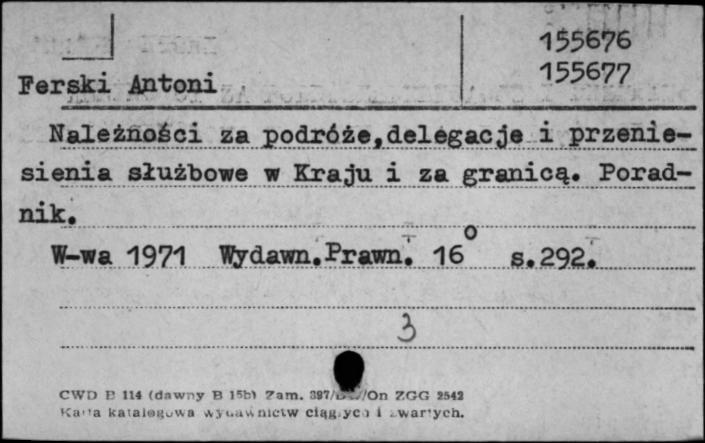 155676
155677
Ferski Antoni
Należności za podróże,delegacje i przenie-
sienia służbowe w Kraju i za granicą. Porad-
nik.
W-wa 1971 Wydawn.Prawn. 16° s.292.
3
CWD B 114 (dawny B 15b) Zam. 397/ /On ZGG 2542
Karta katalogowa wydawnictw ciągłych i zwartych.